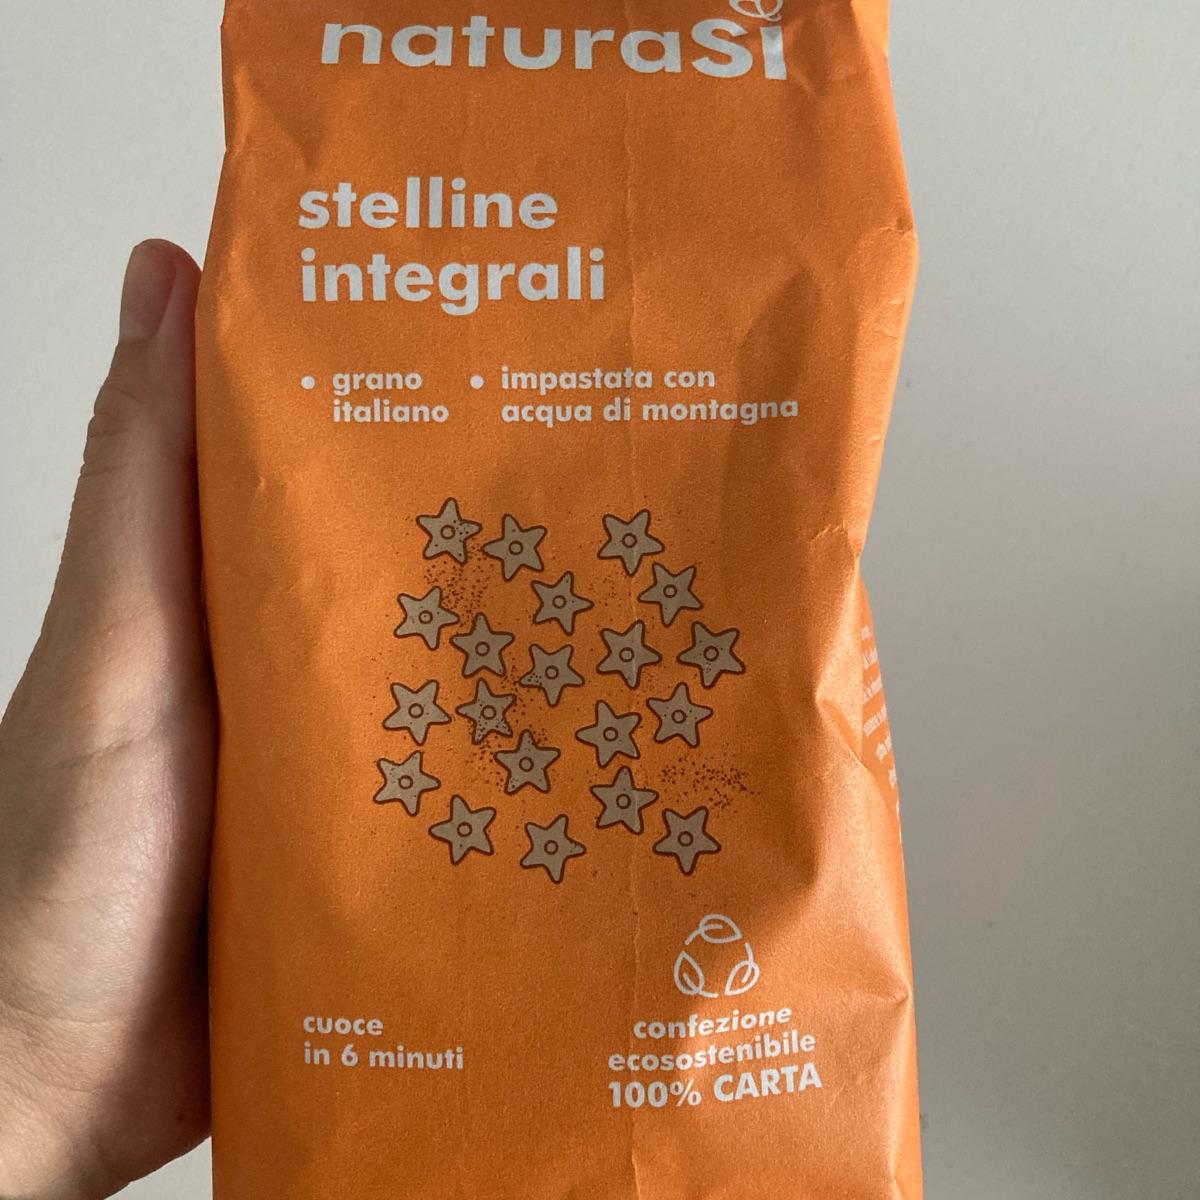 naturaSì
stelline
integrali
• grano
italiano
• impastata con
acqua di montagna
cuoce
in 6 minuti
confezione
ecosostenibile
100% CARTA